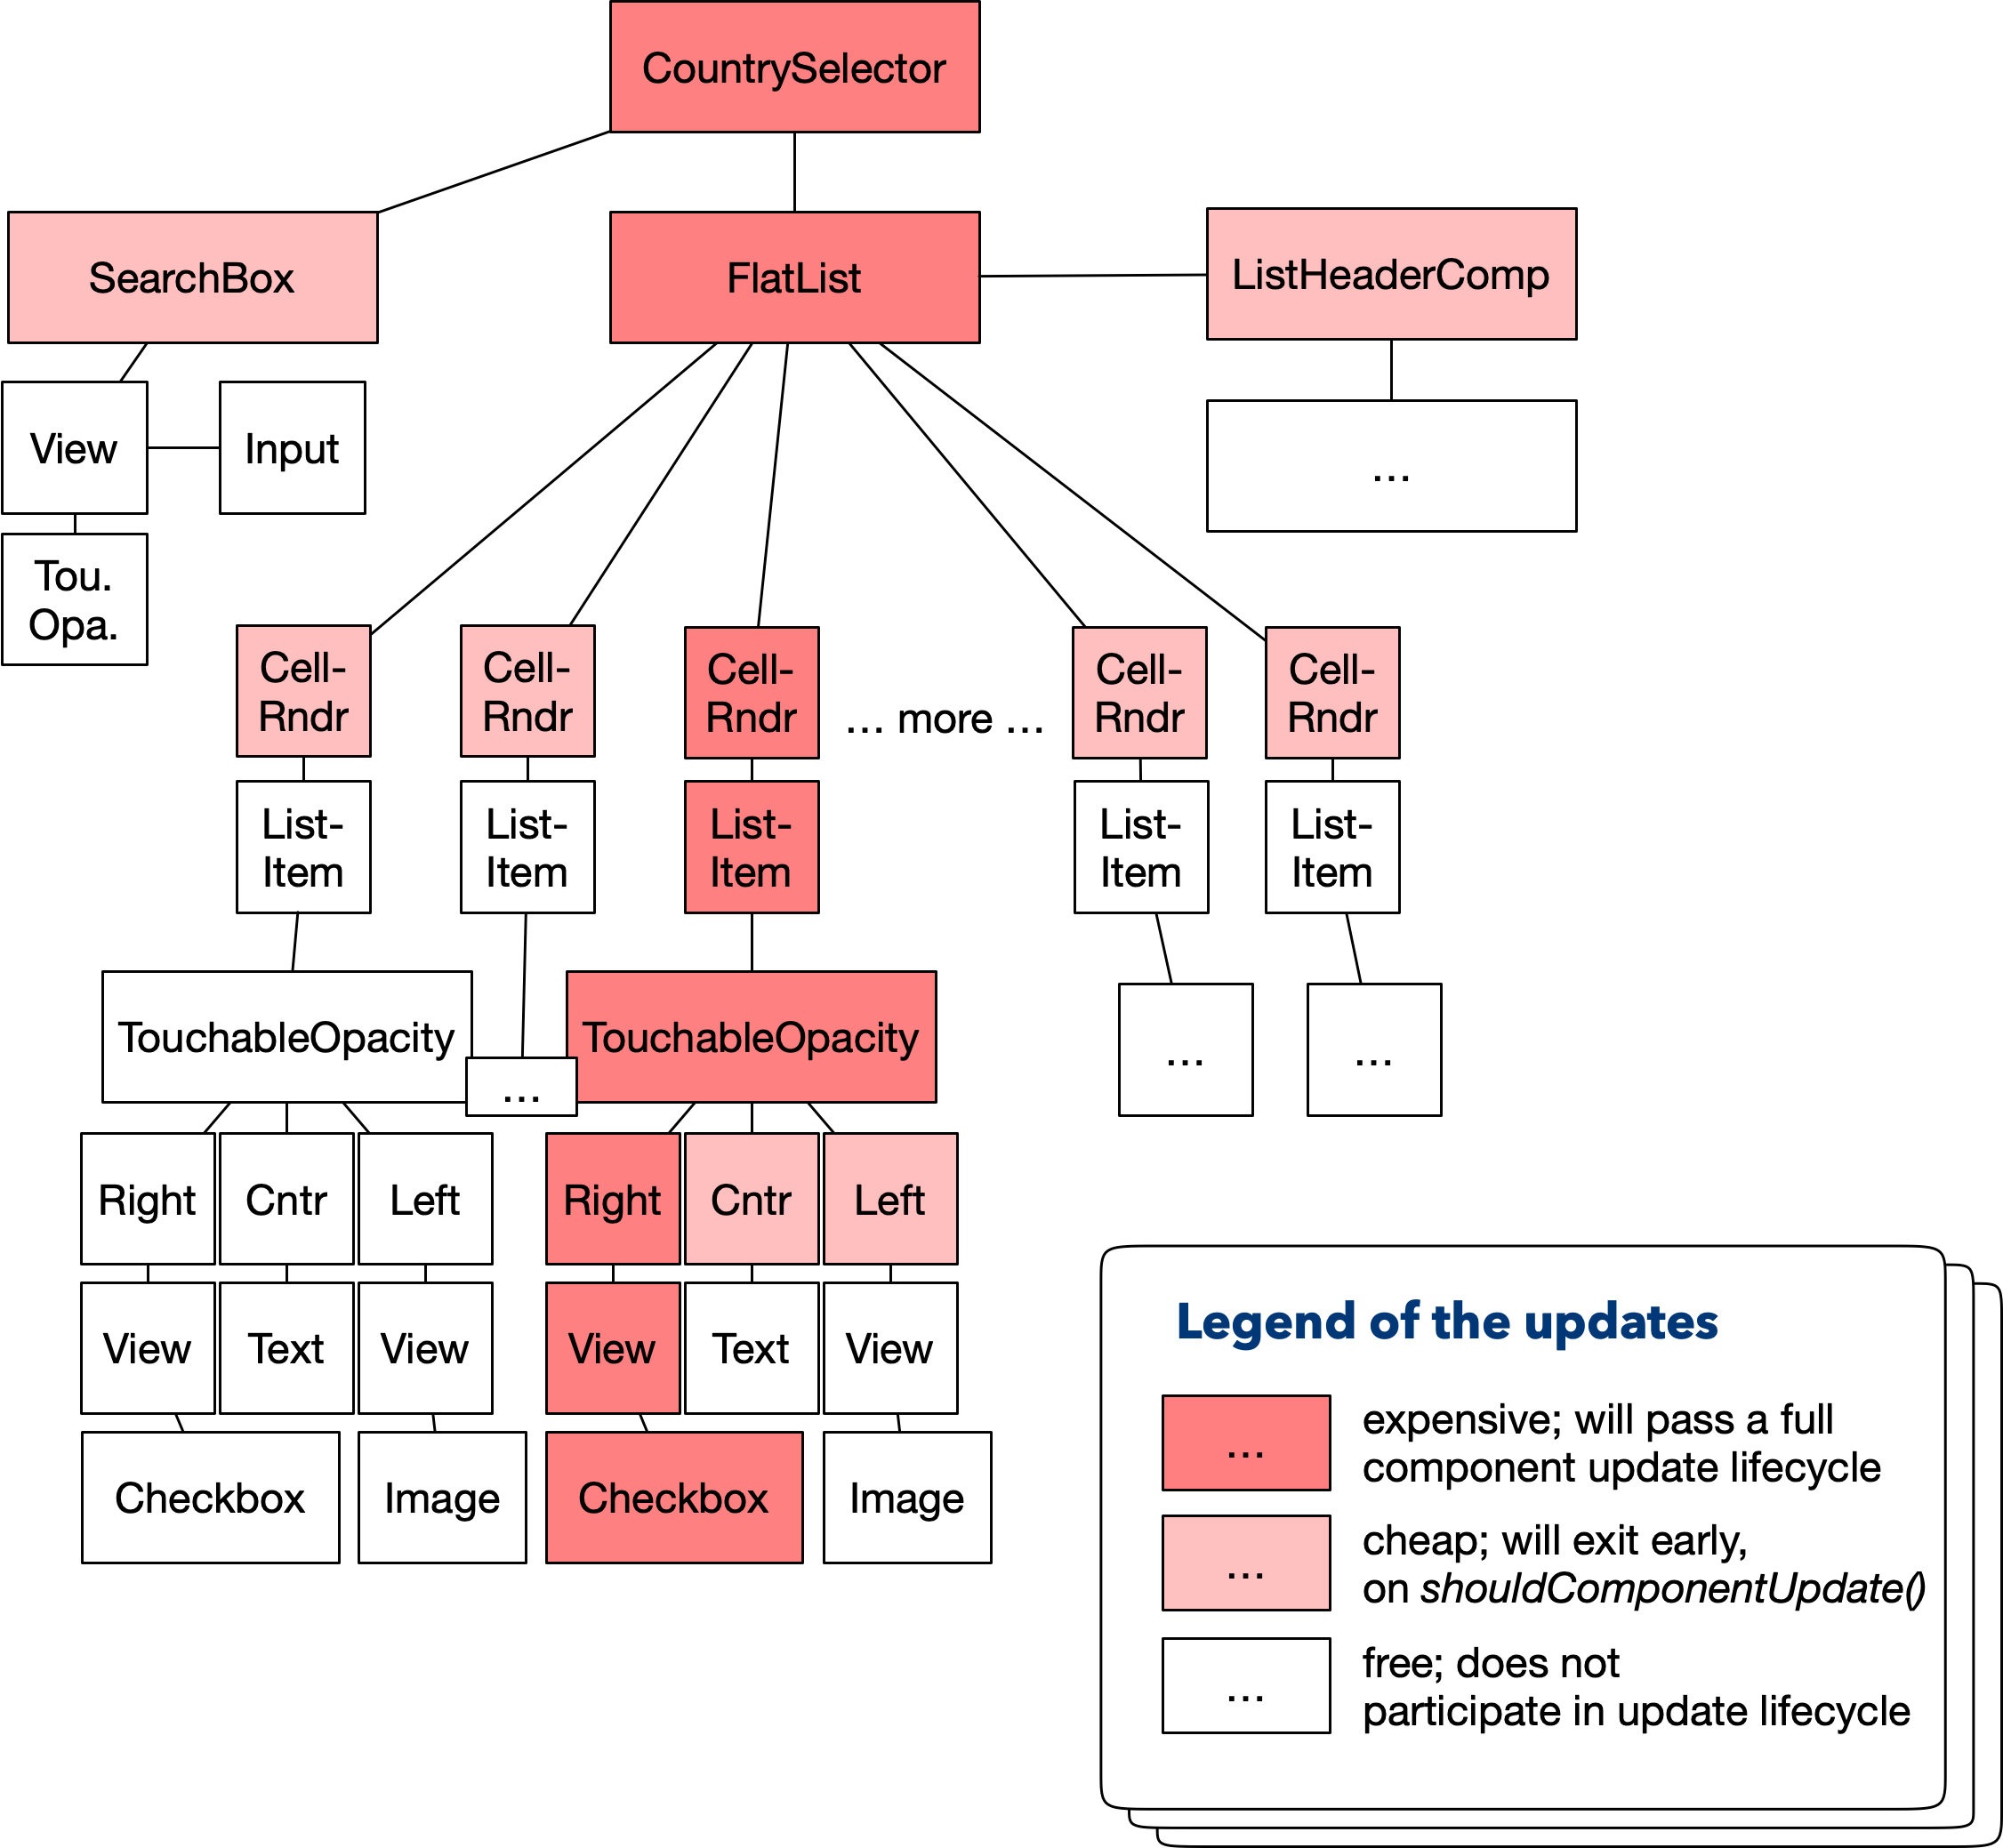 CountrySelector
SearchBox
FlatList
ListHeaderComp
View
Input
...
Tou.
Opa.
Cell-
Rndr
Cell-
Rndr
Cell-
Rndr
... more ...
Cell-
Rndr
Cell-
Rndr
List-
Item
List-
Item
List-
Item
List-
Item
List-
Item
TouchableOpacity
...
TouchableOpacity
...
...
Right
Cntr
Left
Right
Cntr
Left
View
Text
View
View
Text
View
Checkbox
Image
Checkbox
Image
Legend of the updates
...
expensive; will pass a full
component update lifecycle
...
cheap; will exit early,
on shouldComponentUpdate()
...
free; does not
participate in update lifecycle